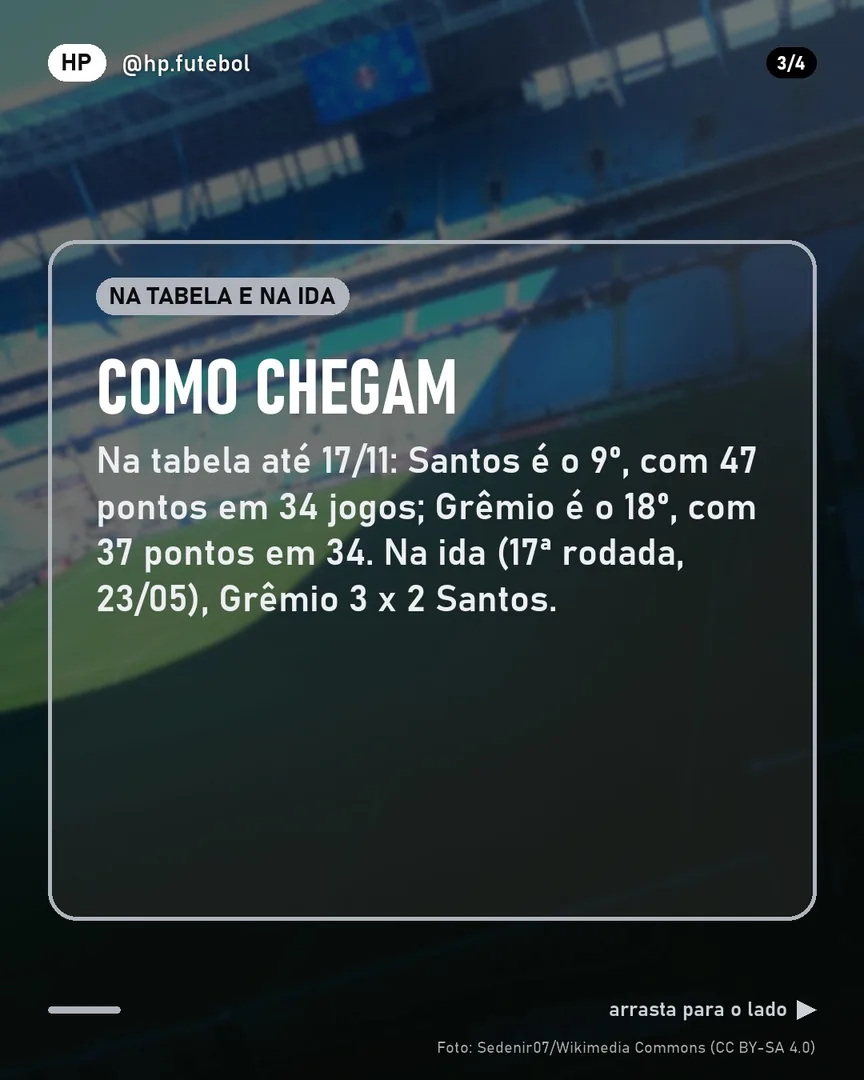 HP @hp.futebol
3/4
NA TABELA E NA IDA
COMO CHEGAM
Na tabela até 17/11: Santos é o 9º, com 47
pontos em 34 jogos; Grêmio é o 18º, com
37 pontos em 34. Na ida (17ª rodada,
23/05), Grêmio 3 x 2 Santos.
arrasta para o lado ▶
Foto: Sedenir07/Wikimedia Commons (CC BY-SA 4.0)